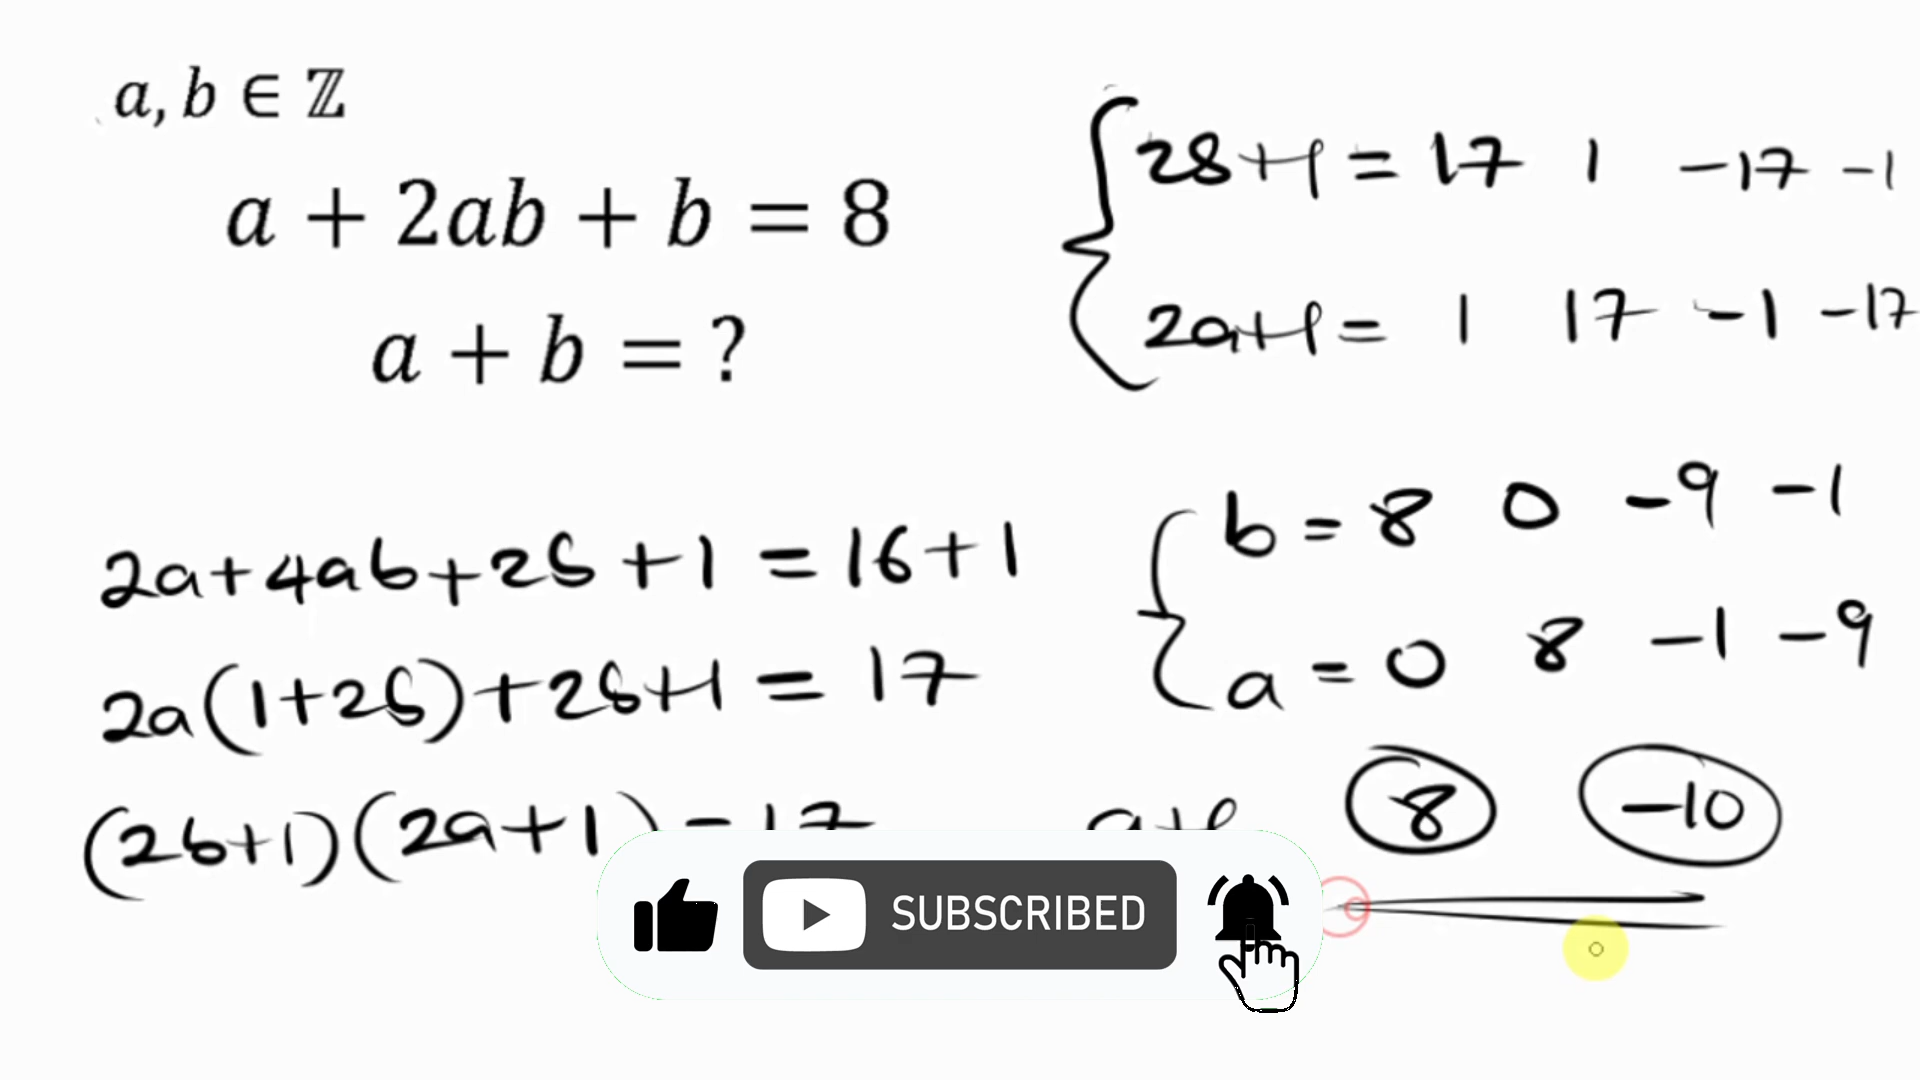 a, b ∈ ℤ
a + 2ab + b = 8
a + b = ?
2a+4ab+2b+1 = 16+1
2a(1+2b)+2b+1 = 17
(2b+1)(2a+1) = 17
2b+1 = 17 1 -17 -1
2a+1 = 1 17 -1 -17
b = 8 0 -9 -1
a = 0 8 -1 -9
a+b 8 -10
SUBSCRIBED